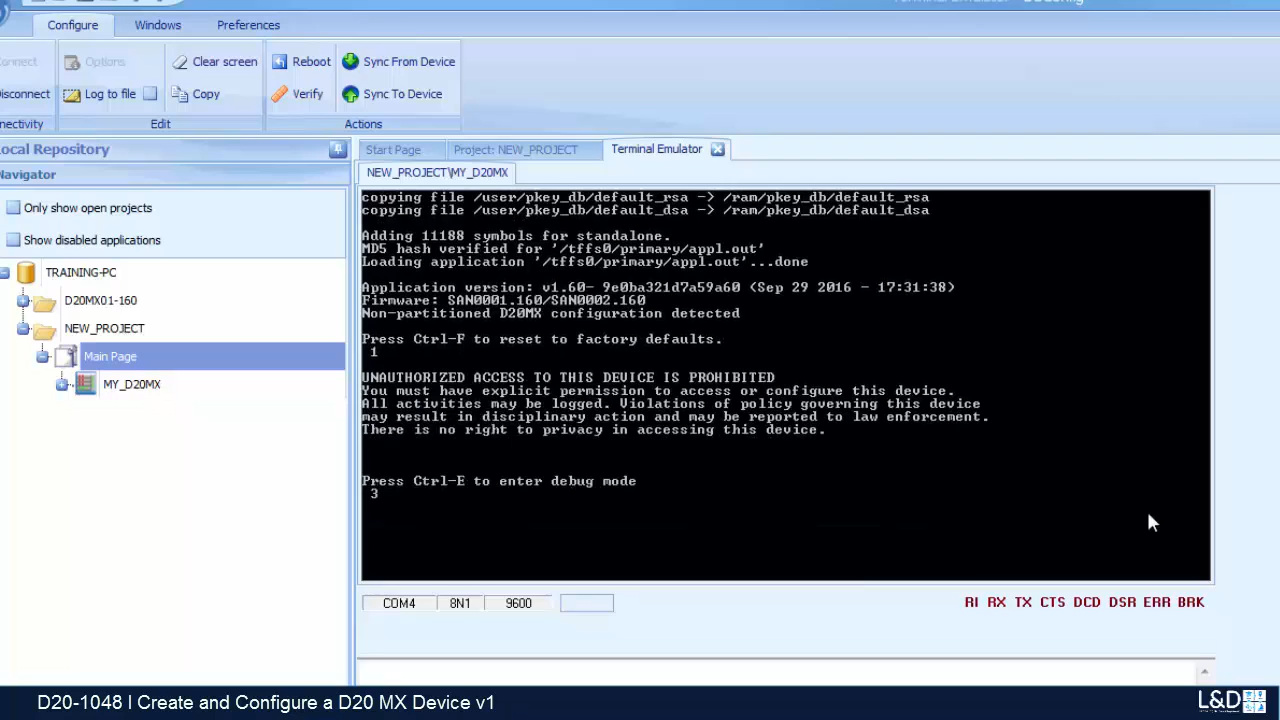 Configure Windows Preferences
Options Clear screen Reboot Sync From Device
Log to file Copy Verify Sync To Device
Edit Actions
Navigator
Only show open projects
Show disabled applications
TRAINING-PC
D20MX01-160
NEW_PROJECT
Main Page
MY_D20MX
Start Page Project: NEW_PROJECT Terminal Emulator
NEW_PROJECT\MY_D20MX
copying file /user/pkey_db/default_rsa -> /ram/pkey_db/default_rsa
copying file /user/pkey_db/default_dsa -> /ram/pkey_db/default_dsa
Adding 11188 symbols for standalone.
MD5 hash verified for '/tffs0/primary/appl.out'
Loading application '/tffs0/primary/appl.out'...done
Application version: v1.60- 9e0ba321d7a59a60 (Sep 29 2016 - 17:31:38)
Firmware: SAN0001.160/SAN0002.160
Non-partitioned D20MX configuration detected
Press Ctrl-F to reset to factory defaults.
1
UNAUTHORIZED ACCESS TO THIS DEVICE IS PROHIBITED
You must have explicit permission to access or configure this device.
All activities may be logged. Violations of policy governing this device
may result in disciplinary action and may be reported to law enforcement.
There is no right to privacy in accessing this device.
Press Ctrl-E to enter debug mode
3
COM4 8N1 9600
RI RX TX CTS DCD DSR ERR BRK
D20-1048 I Create and Configure a D20 MX Device v1
L&D